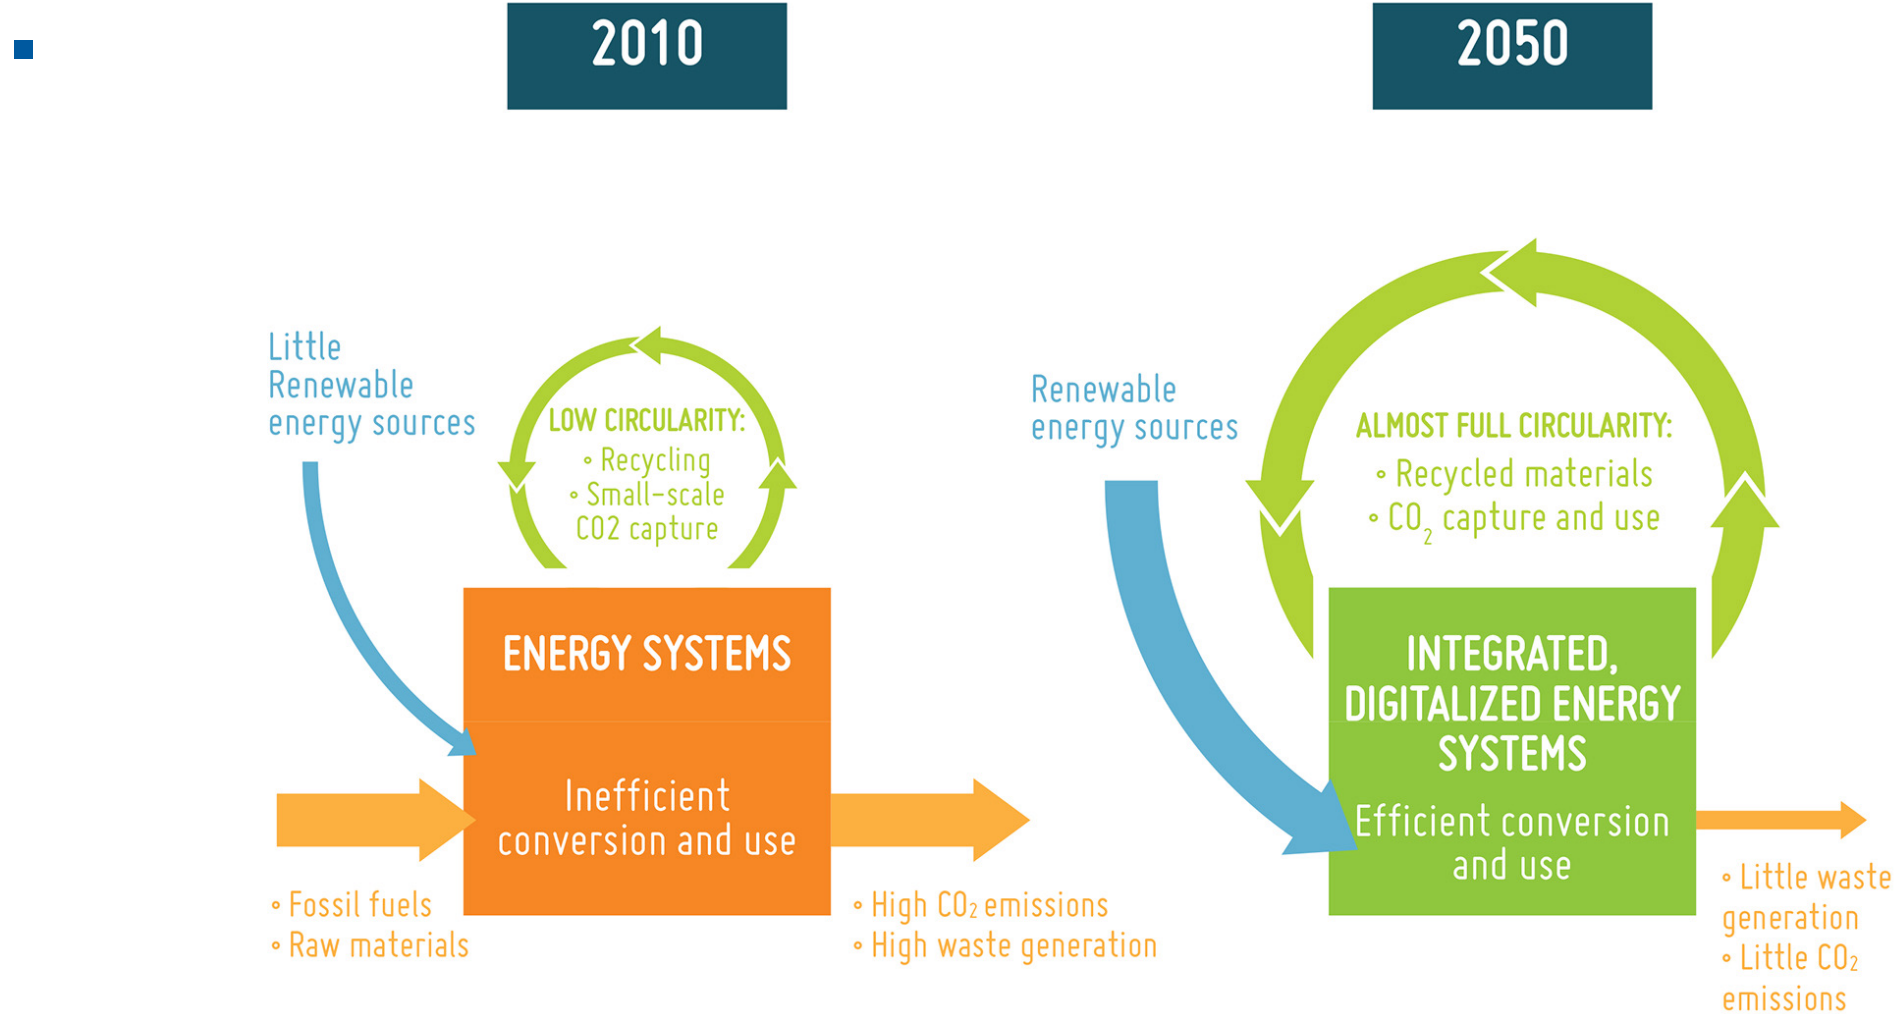 2010
Little
Renewable
energy sources
LOW CIRCULARITY:
◦ Recycling
◦ Small-scale
CO2 capture
ENERGY SYSTEMS
Inefficient
conversion and use
◦ Fossil fuels
◦ Raw materials
◦ High CO₂ emissions
◦ High waste generation
2050
Renewable
energy sources
ALMOST FULL CIRCULARITY:
◦ Recycled materials
◦ CO₂ capture and use
INTEGRATED,
DIGITALIZED ENERGY
SYSTEMS
Efficient conversion
and use
◦ Little waste
generation
◦ Little CO₂
emissions